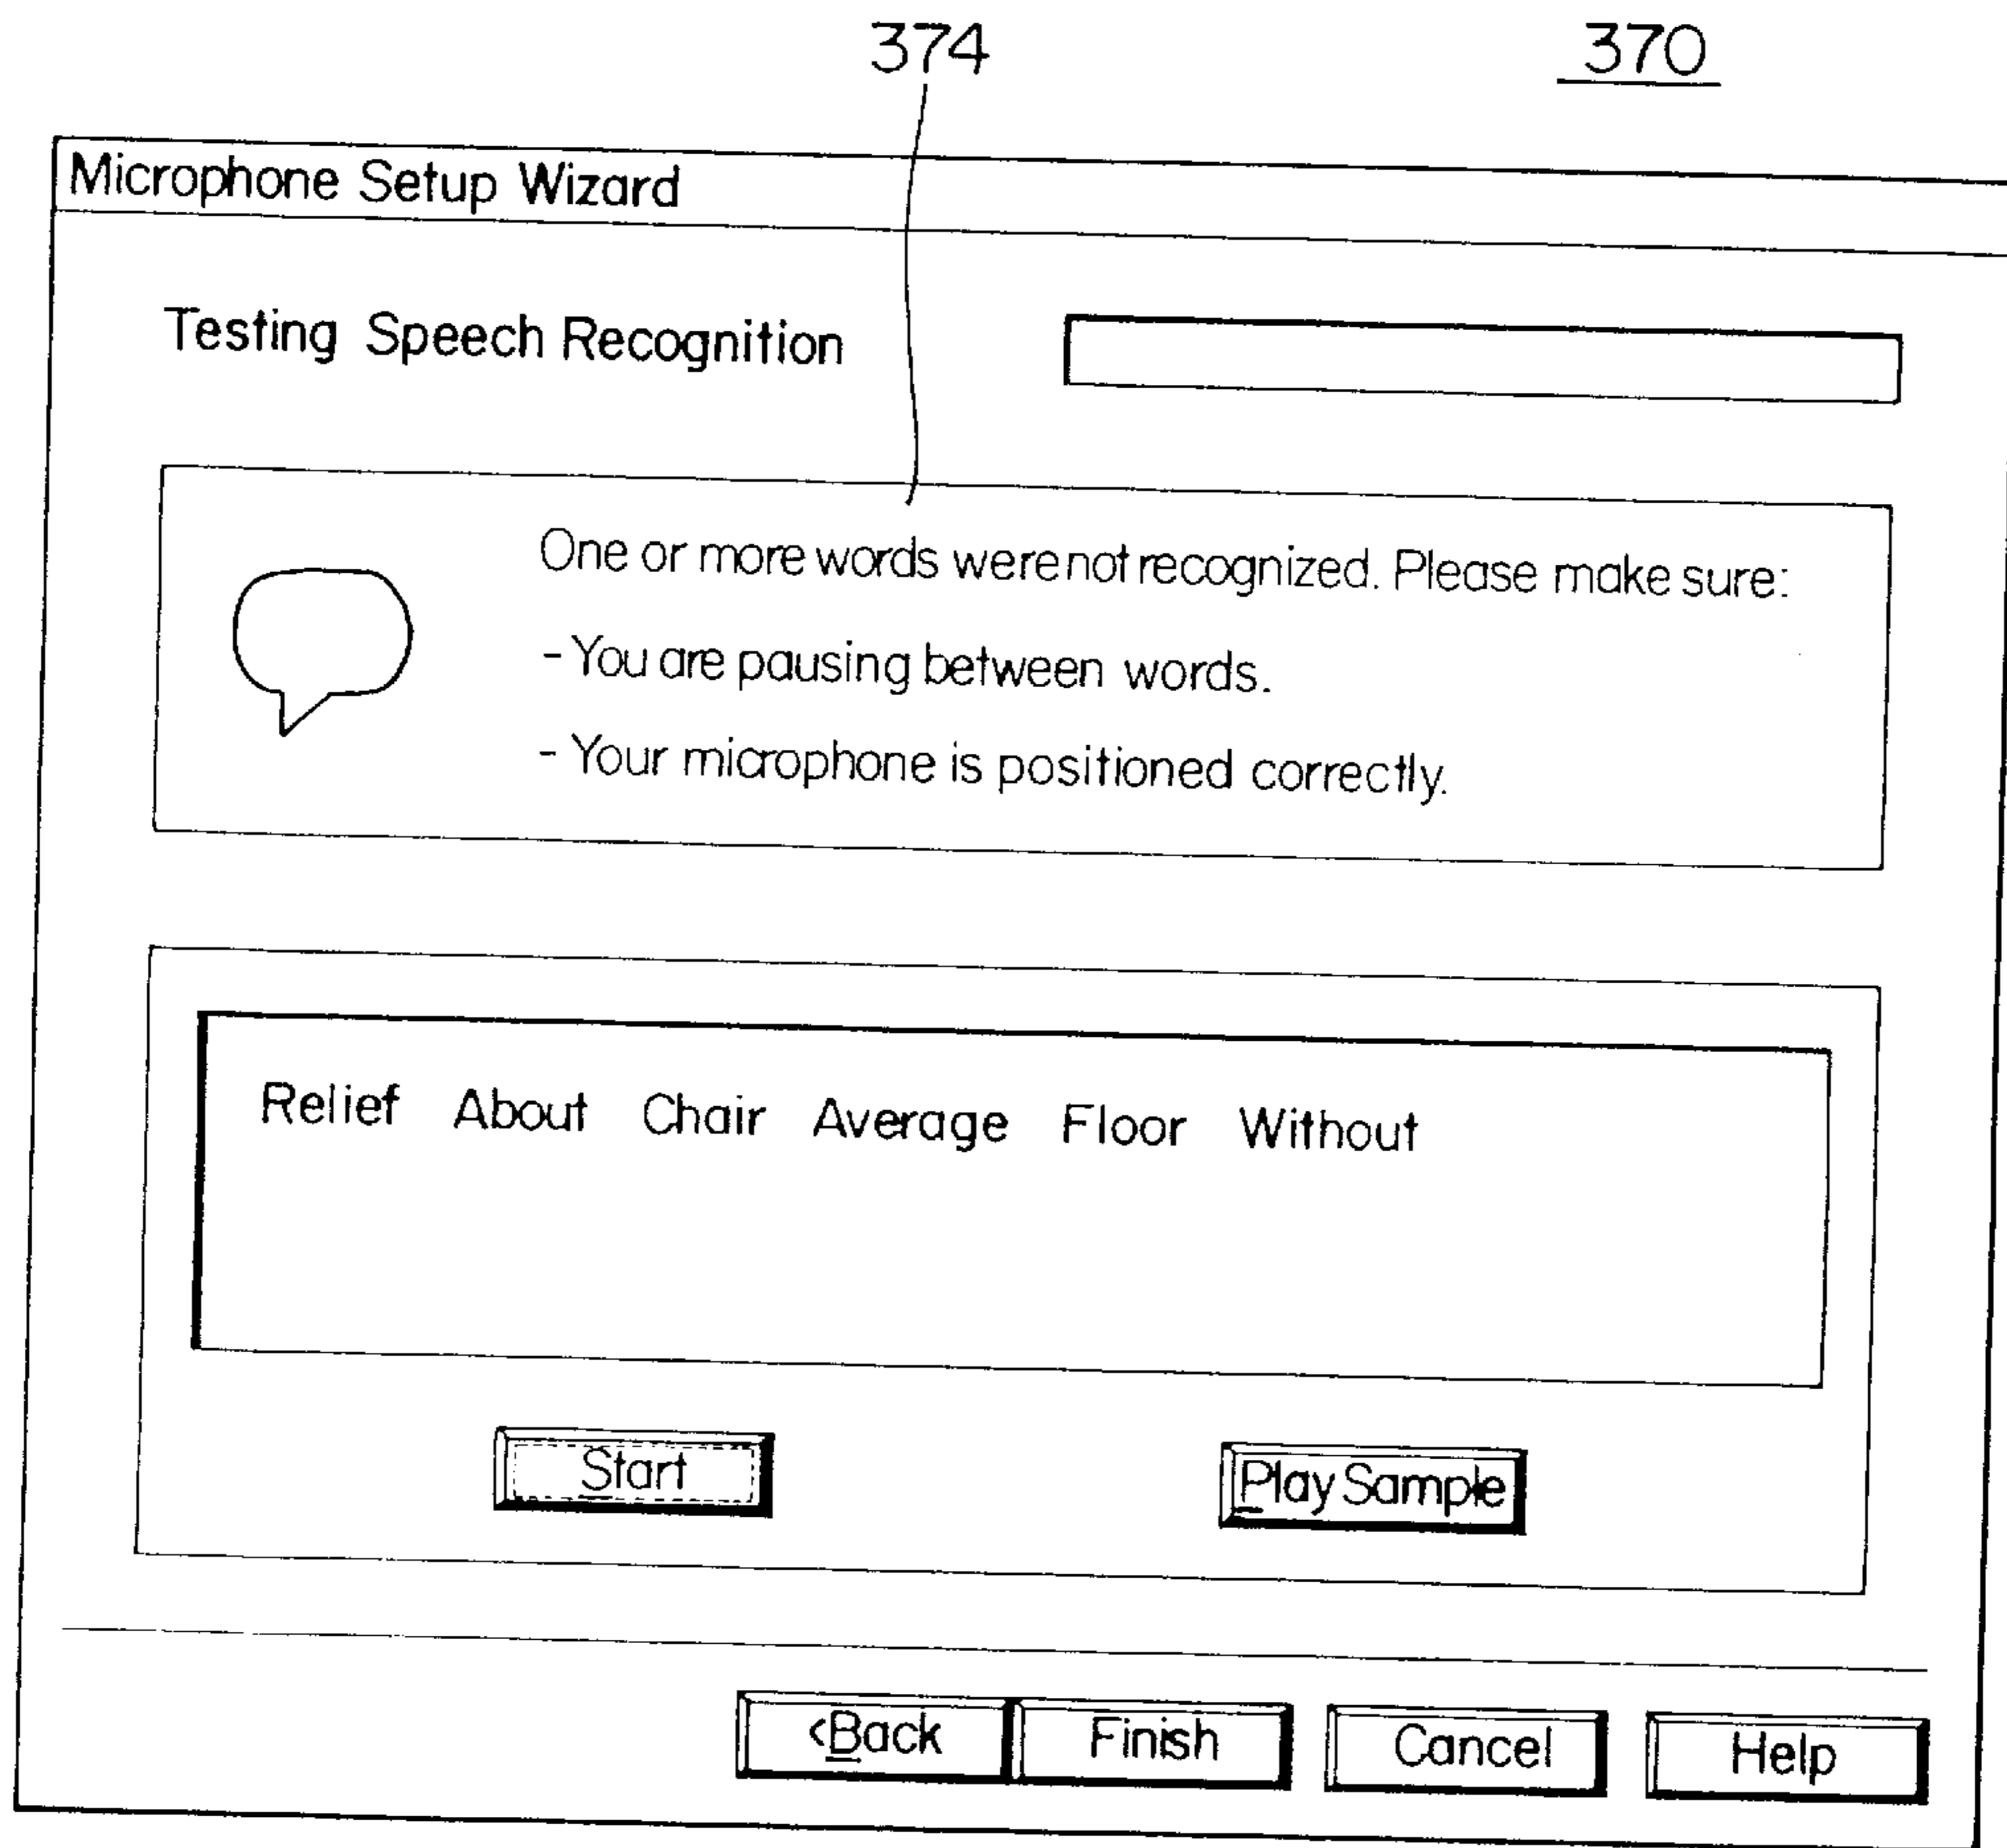 374 370
Microphone Setup Wizard
Testing Speech Recognition
One or more words were not recognized. Please make sure:
- You are pausing between words.
- Your microphone is positioned correctly.
Relief About Chair Average Floor Without
Start Play Sample
<Back Finish Cancel Help